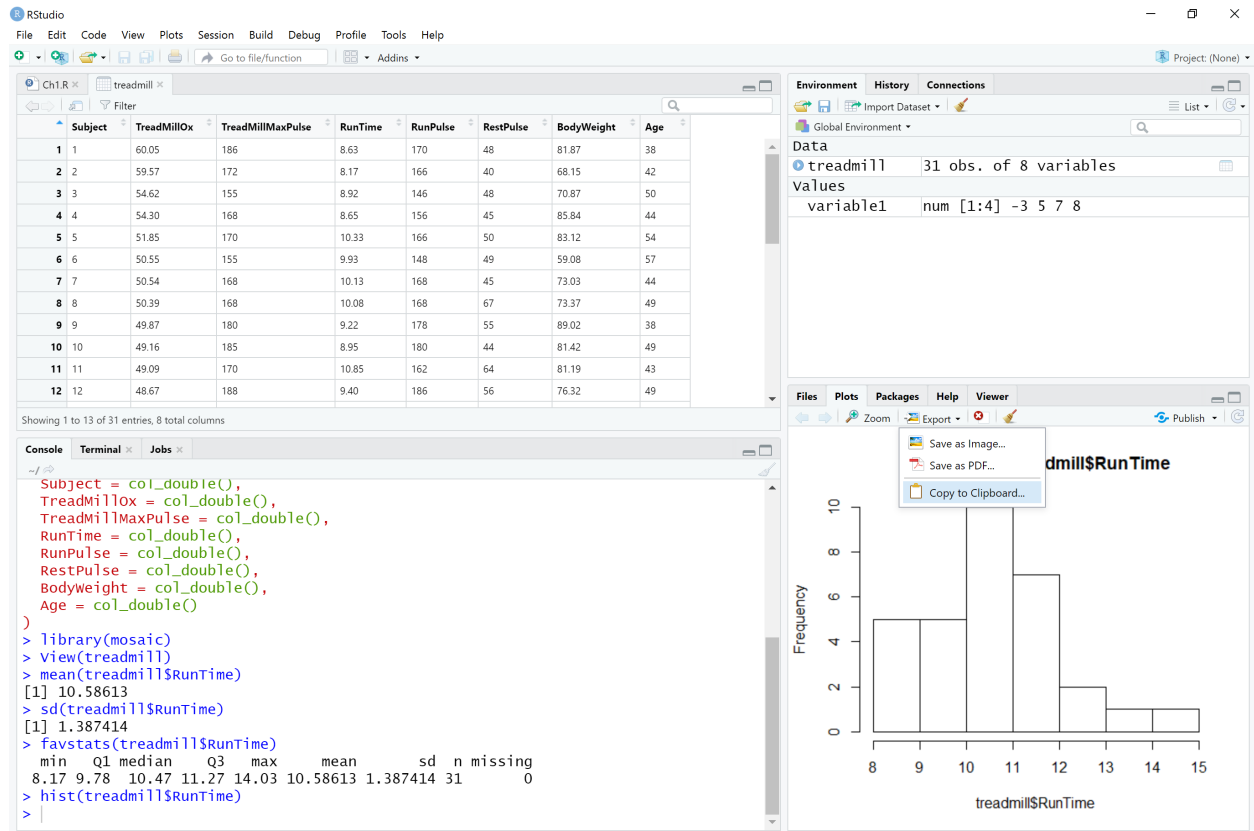 RStudio
File Edit Code View Plots Session Build Debug Profile Tools Help
Go to file/function Addins Project: (None)
Ch1.R treadmill
Filter
Subject TreadMillOx TreadMillMaxPulse RunTime RunPulse RestPulse BodyWeight Age
1 1 60.05 186 8.63 170 48 81.87 38
2 2 59.57 172 8.17 166 40 68.15 42
3 3 54.62 155 8.92 146 48 70.87 50
4 4 54.30 168 8.65 156 45 85.84 44
5 5 51.85 170 10.33 166 50 83.12 54
6 6 50.55 155 9.93 148 49 59.08 57
7 7 50.54 168 10.13 168 45 73.03 44
8 8 50.39 168 10.08 168 67 73.37 49
9 9 49.87 180 9.22 178 55 89.02 38
10 10 49.16 185 8.95 180 44 81.42 49
11 11 49.09 170 10.85 162 64 81.19 43
12 12 48.67 188 9.40 186 56 76.32 49
Showing 1 to 13 of 31 entries, 8 total columns
Console Terminal Jobs
~/
Subject = col_double(),
TreadMillOx = col_double(),
TreadMillMaxPulse = col_double(),
RunTime = col_double(),
RunPulse = col_double(),
RestPulse = col_double(),
BodyWeight = col_double(),
Age = col_double()
)
> library(mosaic)
> View(treadmill)
> mean(treadmill$RunTime)
[1] 10.58613
> sd(treadmill$RunTime)
[1] 1.387414
> favstats(treadmill$RunTime)
min Q1 median Q3 max mean sd n missing
8.17 9.78 10.47 11.27 14.03 10.58613 1.387414 31 0
> hist(treadmill$RunTime)
>
Environment History Connections
Import Dataset List
Global Environment
Data
treadmill 31 obs. of 8 variables
Values
variable1 num [1:4] -3 5 7 8
Files Plots Packages Help Viewer
Zoom Export Publish
Save as Image...
Save as PDF...
Copy to Clipboard...
dmill$RunTime
Frequency
10
8
6
4
2
0
8 9 10 11 12 13 14 15
treadmill$RunTime